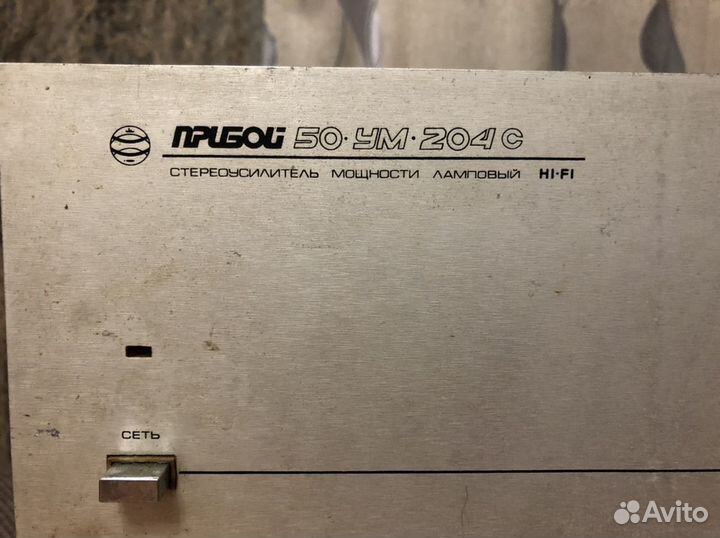 ПРИБОЙ 50·УМ·204 С
СТЕРЕОУСИЛИТЕЛЬ МОЩНОСТИ ЛАМПОВЫЙ HI-FI
СЕТЬ
Avito